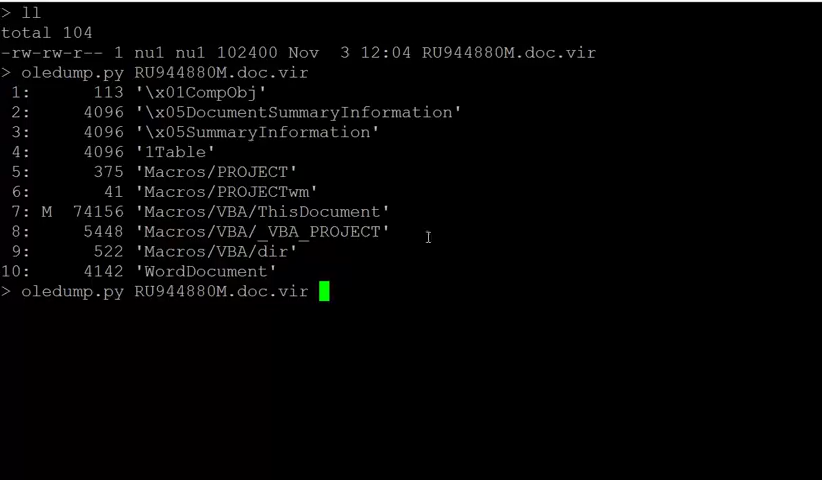 > ll
total 104
-rw-rw-r-- 1 nu1 nu1 102400 Nov  3 12:04 RU944880M.doc.vir
> oledump.py RU944880M.doc.vir
 1:       113 '\x01CompObj'
 2:      4096 '\x05DocumentSummaryInformation'
 3:      4096 '\x05SummaryInformation'
 4:      4096 '1Table'
 5:       375 'Macros/PROJECT'
 6:        41 'Macros/PROJECTwm'
 7: M  74156 'Macros/VBA/ThisDocument'
 8:      5448 'Macros/VBA/_VBA_PROJECT'
 9:       522 'Macros/VBA/dir'
10:      4142 'WordDocument'
> oledump.py RU944880M.doc.vir